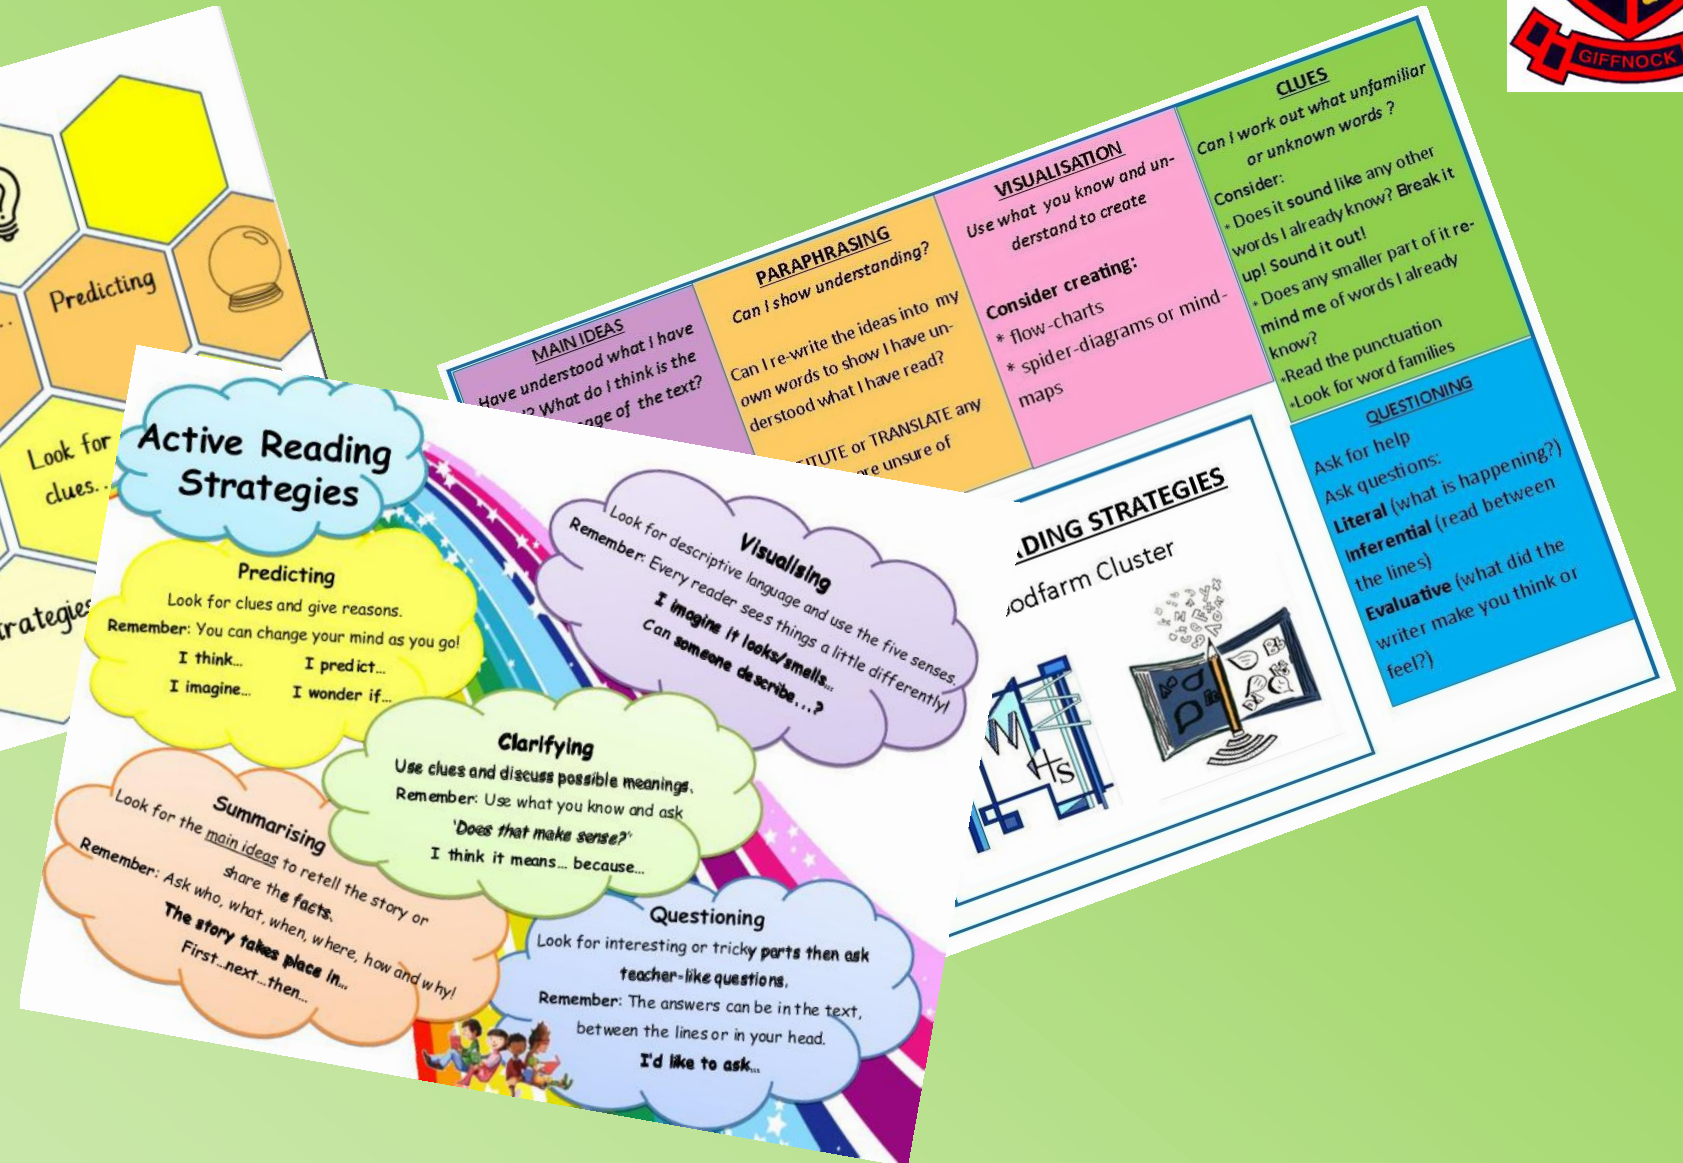 GIFFNOCK
Predicting
Look for
clues..
MAIN IDEAS
Have understood what I have
? What do I think is the
of the text?
PARAPHRASING
Can I show understanding?
Can I re-write the ideas into my
own words to show I have un-
derstood what I have read?
or TRANSLATE any
unsure of
VISUALISATION
Use what you know and un-
derstand to create
Consider creating:
* flow-charts
* spider-diagrams or mind-
maps
CLUES
Can I work out what unfamiliar
or unknown words ?
Consider:
* Does it sound like any other
words I already know? Break it
up! Sound it out!
* Does any smaller part of it re-
mind me of words I already
know?
*Read the punctuation
*Look for word families
QUESTIONING
Ask for help
Ask questions:
Literal (what is happening?)
Inferential (read between
the lines)
Evaluative (what did the
writer make you think or
feel?)
STRATEGIES
Cluster
Active Reading
Strategies
Predicting
Look for clues and give reasons.
Remember: You can change your mind as you go!
I think... I predict...
I imagine... I wonder if...
Visualising
Look for descriptive language and use the five senses.
Remember: Every reader sees things a little differently!
I imagine it looks/smells...
Can someone describe...?
Clarifying
Use clues and discuss possible meanings.
Remember: Use what you know and ask
'Does that make sense?'
I think it means... because...
Summarising
Look for the main ideas to retell the story or
share the facts.
Remember: Ask who, what, when, where, how and why!
The story takes place in...
First...next...then...
Questioning
Look for interesting or tricky parts then ask
teacher-like questions.
Remember: The answers can be in the text,
between the lines or in your head.
I'd like to ask...